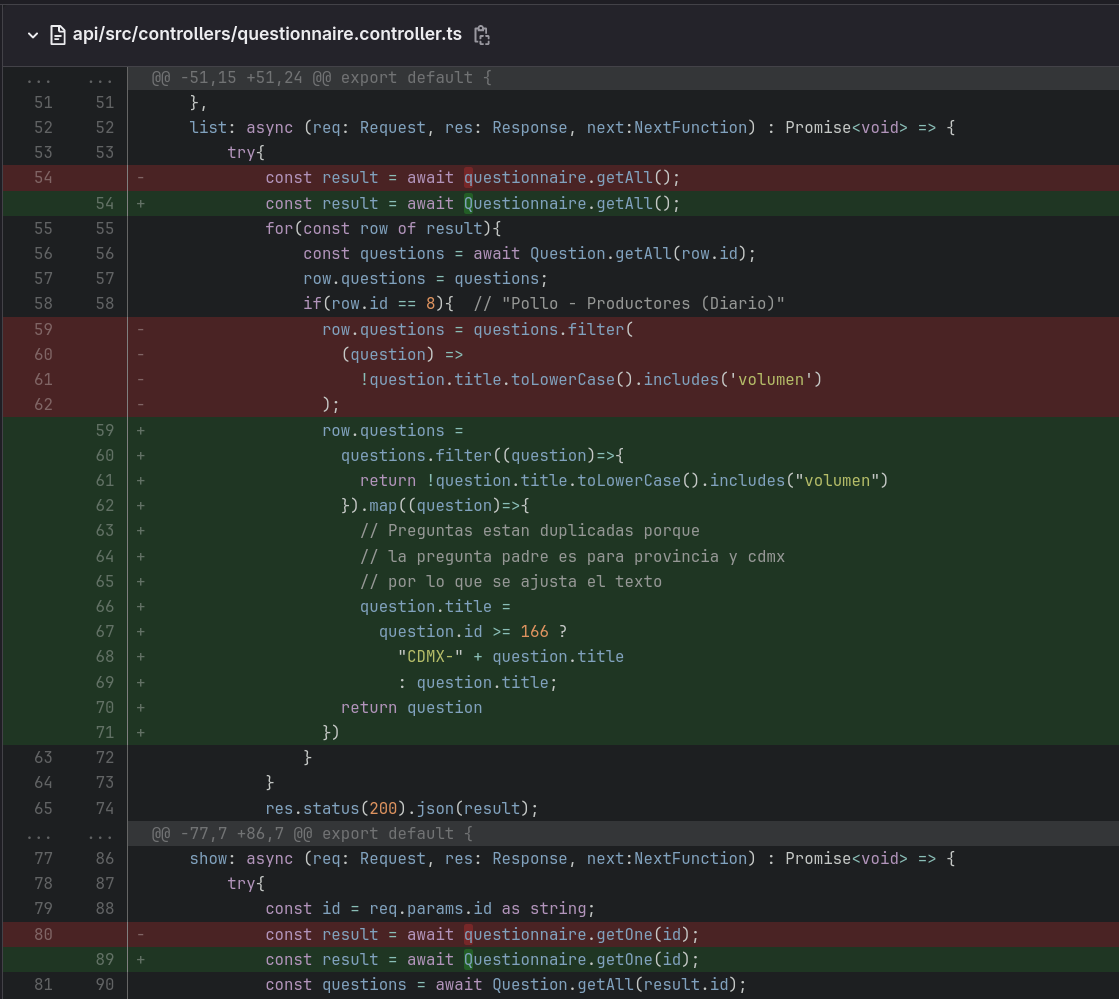 api/src/controllers/questionnaire.controller.ts
... ... @@ -51,15 +51,24 @@ export default {
51 51 },
52 52 list: async (req: Request, res: Response, next:NextFunction) : Promise<void> => {
53 53 try{
54 - const result = await questionnaire.getAll();
54 + const result = await Questionnaire.getAll();
55 55 for(const row of result){
56 56 const questions = await Question.getAll(row.id);
57 57 row.questions = questions;
58 58 if(row.id == 8){ // "Pollo - Productores (Diario)"
59 - row.questions = questions.filter(
60 - (question) =>
61 - !question.title.toLowerCase().includes('volumen')
62 - );
59 + row.questions =
60 + questions.filter((question)=>{
61 + return !question.title.toLowerCase().includes("volumen")
62 + }).map((question)=>{
63 + // Preguntas estan duplicadas porque
64 + // la pregunta padre es para provincia y cdmx
65 + // por lo que se ajusta el texto
66 + question.title =
67 + question.id >= 166 ?
68 + "CDMX-" + question.title
69 + : question.title;
70 + return question
71 + })
63 72 }
64 73 }
65 74 res.status(200).json(result);
... ... @@ -77,7 +86,7 @@ export default {
77 86 show: async (req: Request, res: Response, next:NextFunction) : Promise<void> => {
78 87 try{
79 88 const id = req.params.id as string;
80 - const result = await questionnaire.getOne(id);
89 + const result = await Questionnaire.getOne(id);
81 90 const questions = await Question.getAll(result.id);